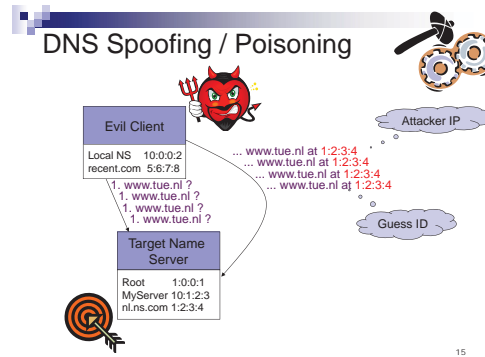 DNS Spoofing / Poisoning
Evil Client
Local NS 10:0:0:2
recent.com 5:6:7:8
Attacker IP
... www.tue.nl at 1:2:3:4
... www.tue.nl at 1:2:3:4
... www.tue.nl at 1:2:3:4
... www.tue.nl at 1:2:3:4
1. www.tue.nl ?
1. www.tue.nl ?
1. www.tue.nl ?
1. www.tue.nl ?
Guess ID
Target Name
Server
Root 1:0:0:1
MyServer 10:1:2:3
nl.ns.com 1:2:3:4
15